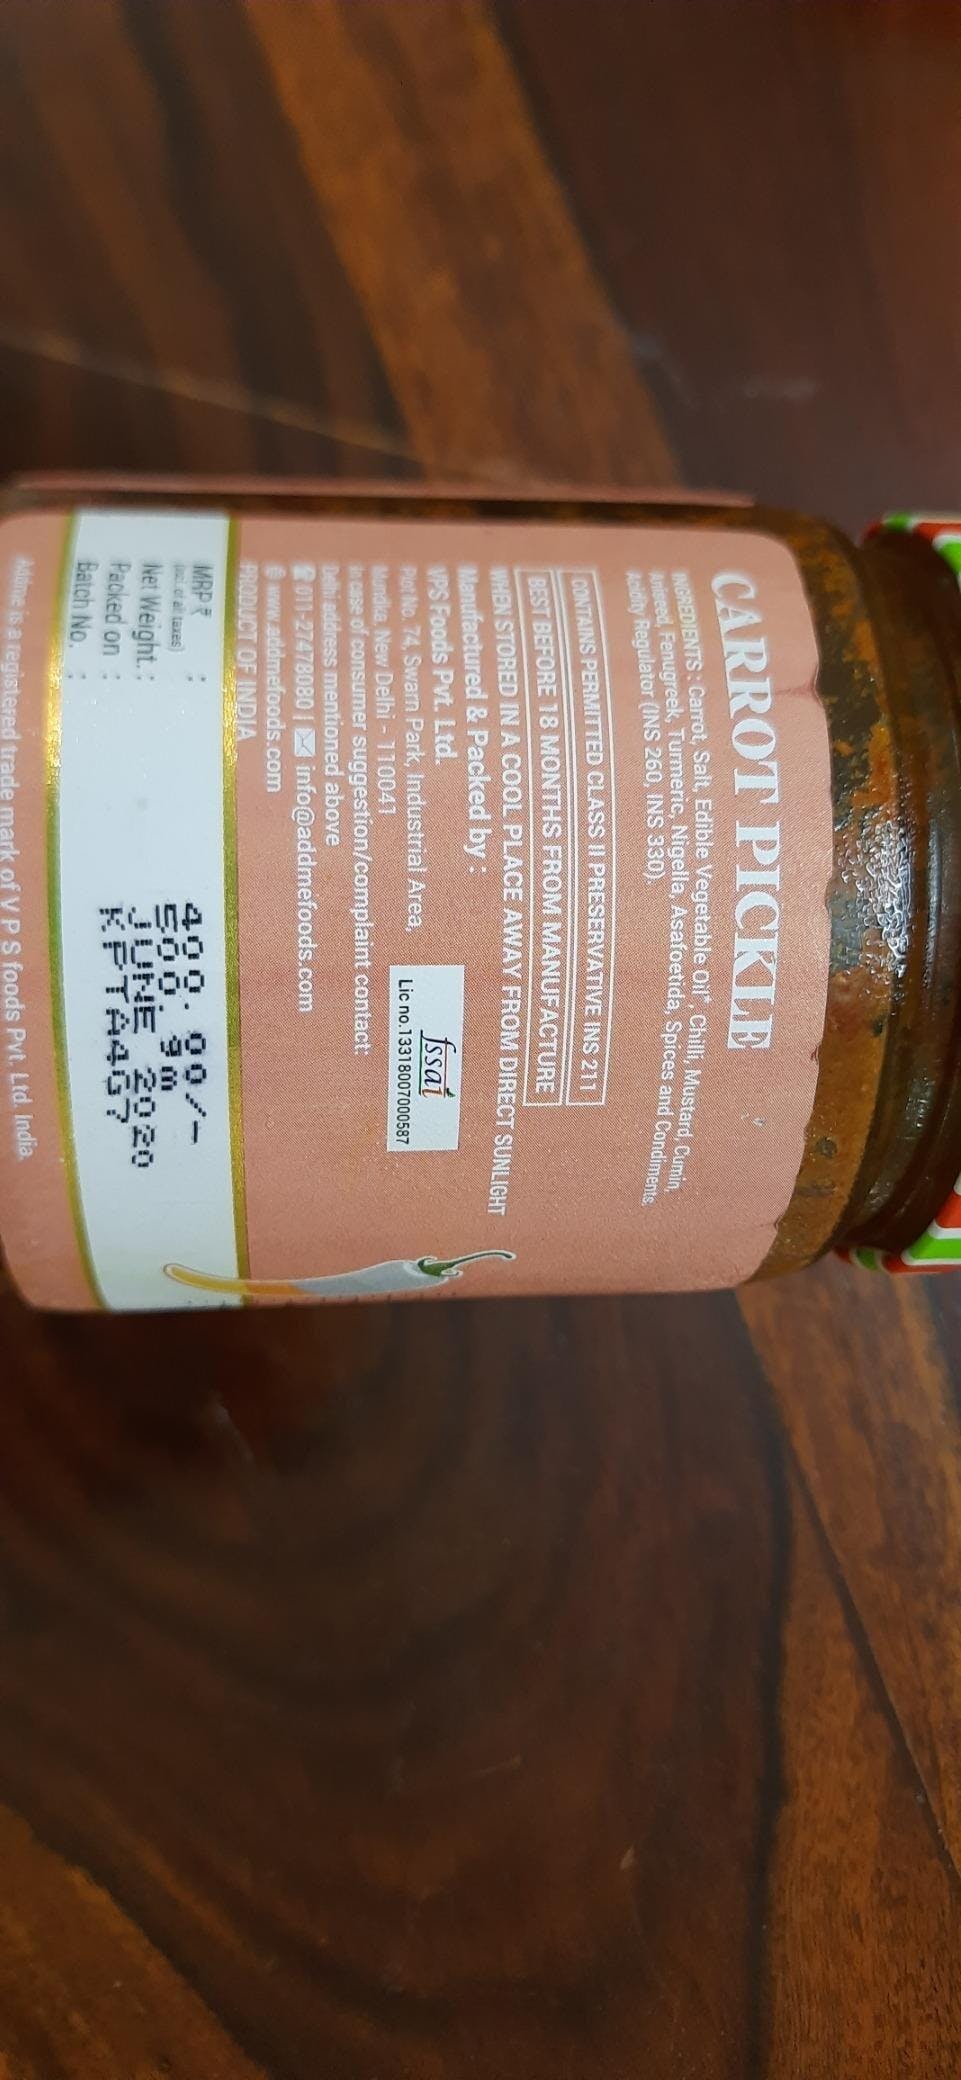 CARROT PICKLE
INGREDIENTS : Carrot, Salt, Edible Vegetable Oil*, Chilli, Mustard, Cumin,
Aniseed, Fenugreek, Turmeric, Nigella, Asafoetida, Spices and Condiments,
Acidity Regulator (INS 260, INS 330).
CONTAINS PERMITTED CLASS II PRESERVATIVE INS 211
BEST BEFORE 18 MONTHS FROM MANUFACTURE
WHEN STORED IN A COOL PLACE AWAY FROM DIRECT SUNLIGHT
Manufactured & Packed by :
VPS Foods Pvt. Ltd.
Plot No. 74, Swarn Park, Industrial Area,
Mundka, New Delhi - 110041
fssai
Lic no.13318007000587
In case of consumer suggestion/complaint contact:
Delhi address mentioned above
011-27478080 | info@addmefoods.com
www.addmefoods.com
PRODUCT OF INDIA
MRP ₹ : 400.00/-
(incl. of all taxes)
Net Weight. : 500. gm
Packed on : JUNE 2020
Batch No. : KPTA4G7
Addme is a registered trade mark of V P S foods Pvt. Ltd. India.